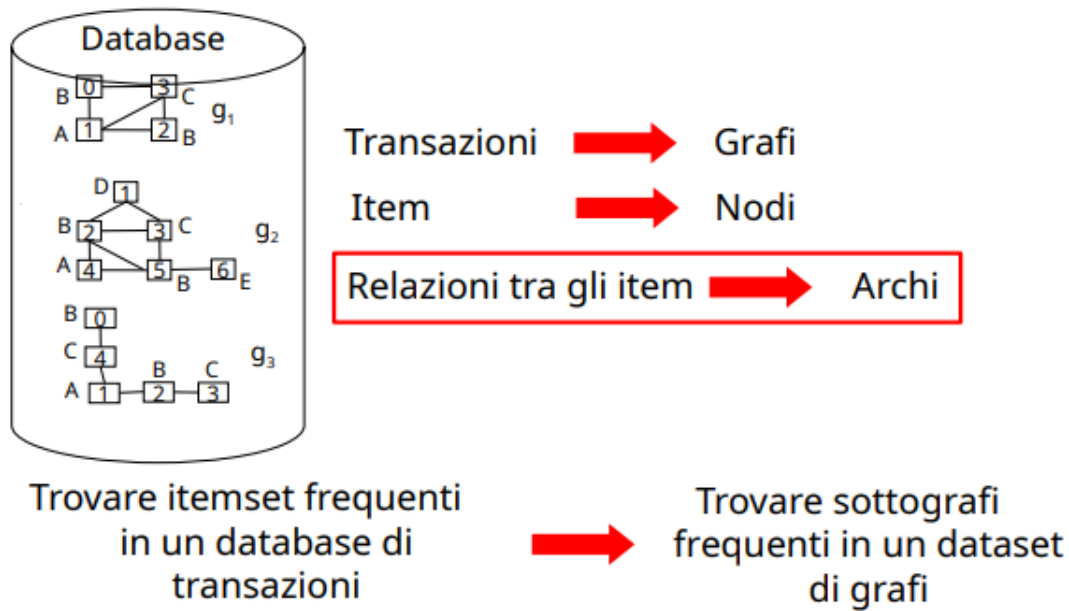 Database
B 0 3 C
g1
A 1 2 B
D 1
B 2 3 C
g2
A 4 5 B 6 E
B 0
C 4
g3
B C
A 1 2 3
Transazioni Grafi
Item Nodi
Relazioni tra gli item Archi
Trovare itemset frequenti
in un database di
transazioni
Trovare sottografi
frequenti in un dataset
di grafi